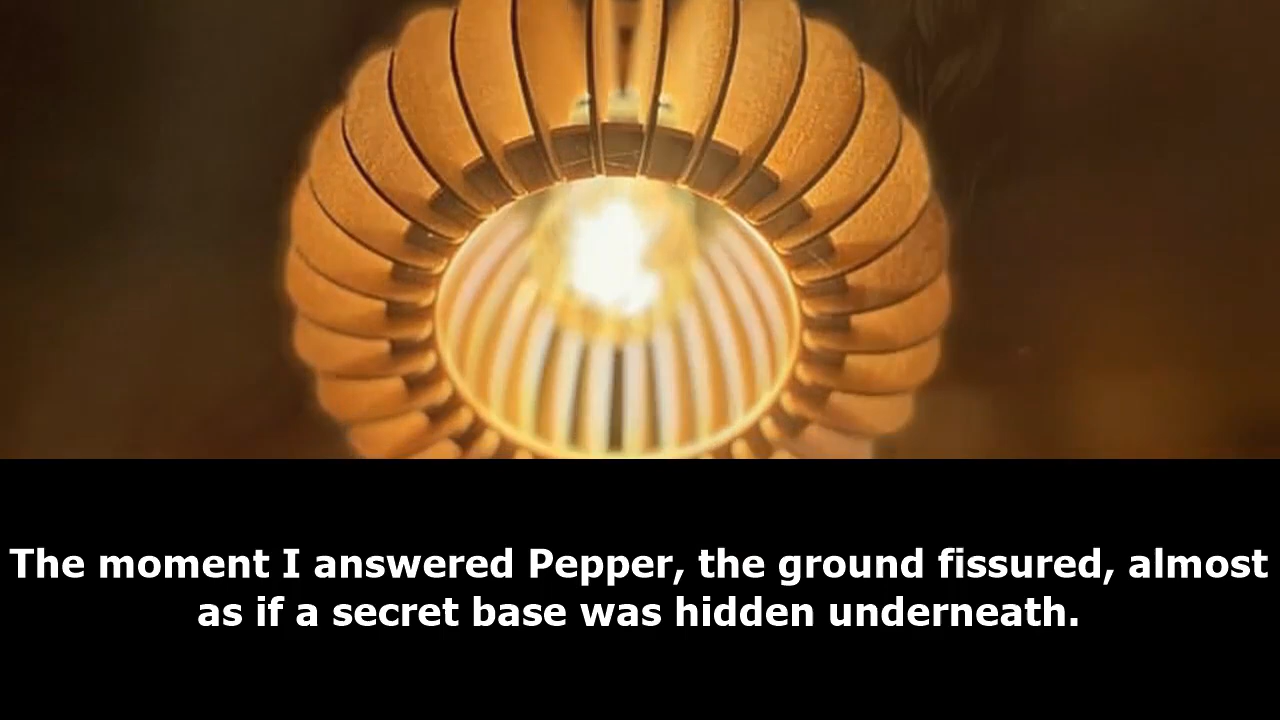 The moment I answered Pepper, the ground fissured, almost
as if a secret base was hidden underneath.